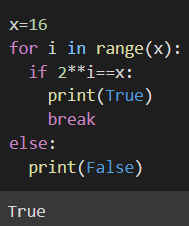 x=16
for i in range(x):
  if 2**i==x:
    print(True)
    break
else:
  print(False)
True